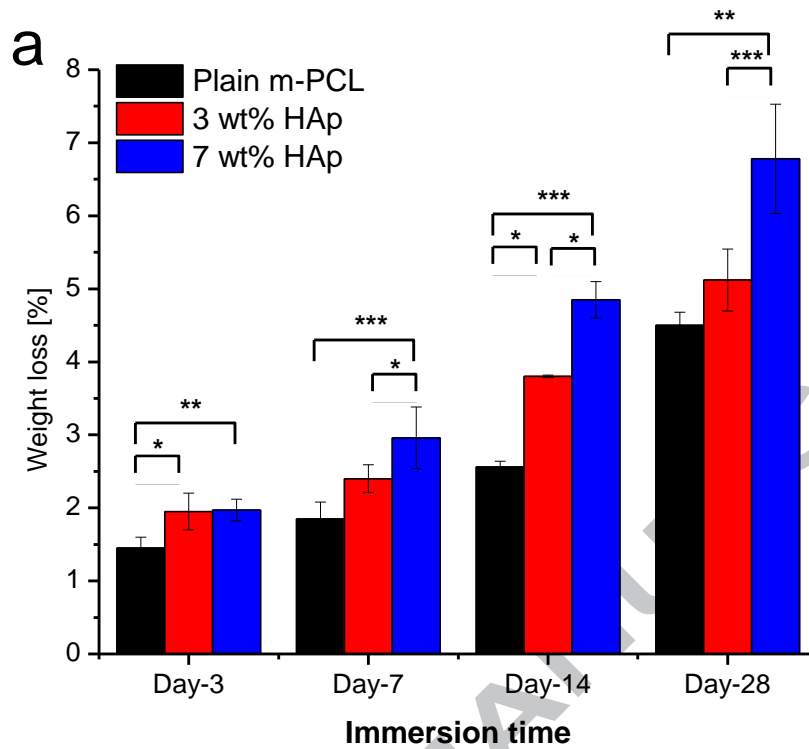 a
Plain m-PCL
3 wt% HAp
7 wt% HAp
**
***
***
*
*
***
*
**
*
8
7
6
5
4
3
2
1
0
Weight loss [%]
Day-3
Day-7
Day-14
Day-28
Immersion time